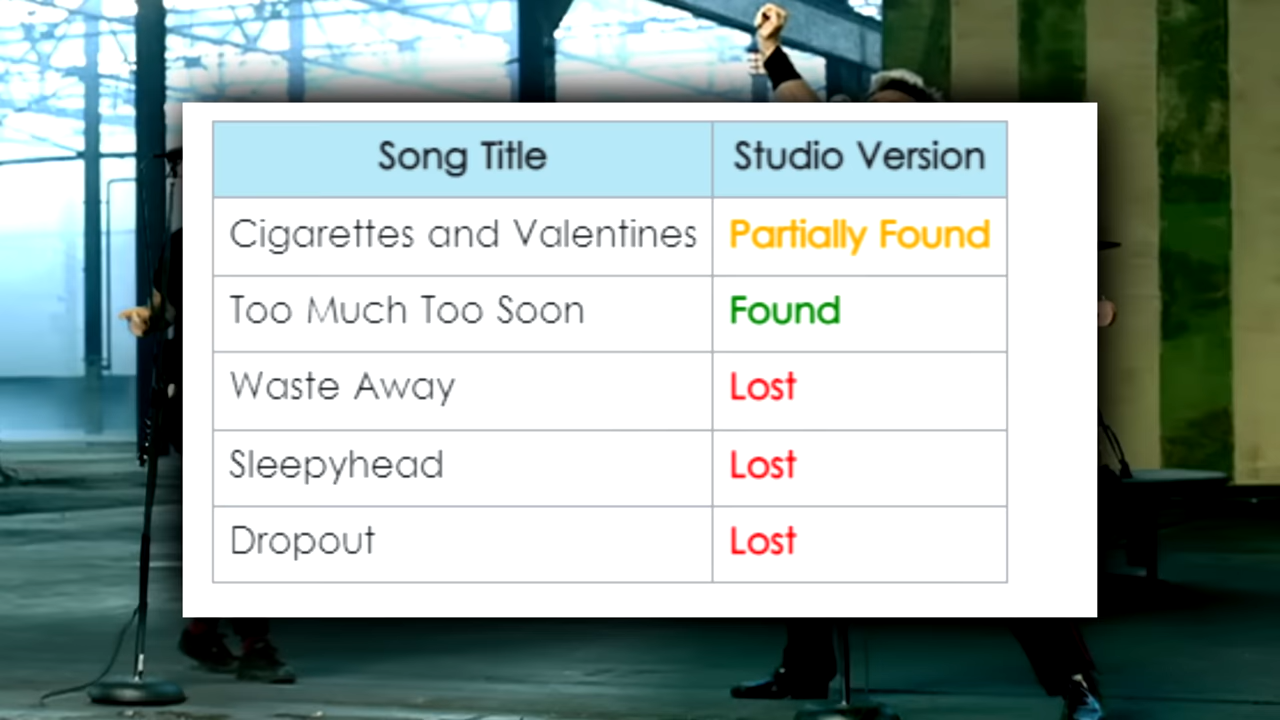 Song Title Studio Version
Cigarettes and Valentines Partially Found
Too Much Too Soon Found
Waste Away Lost
Sleepyhead Lost
Dropout Lost